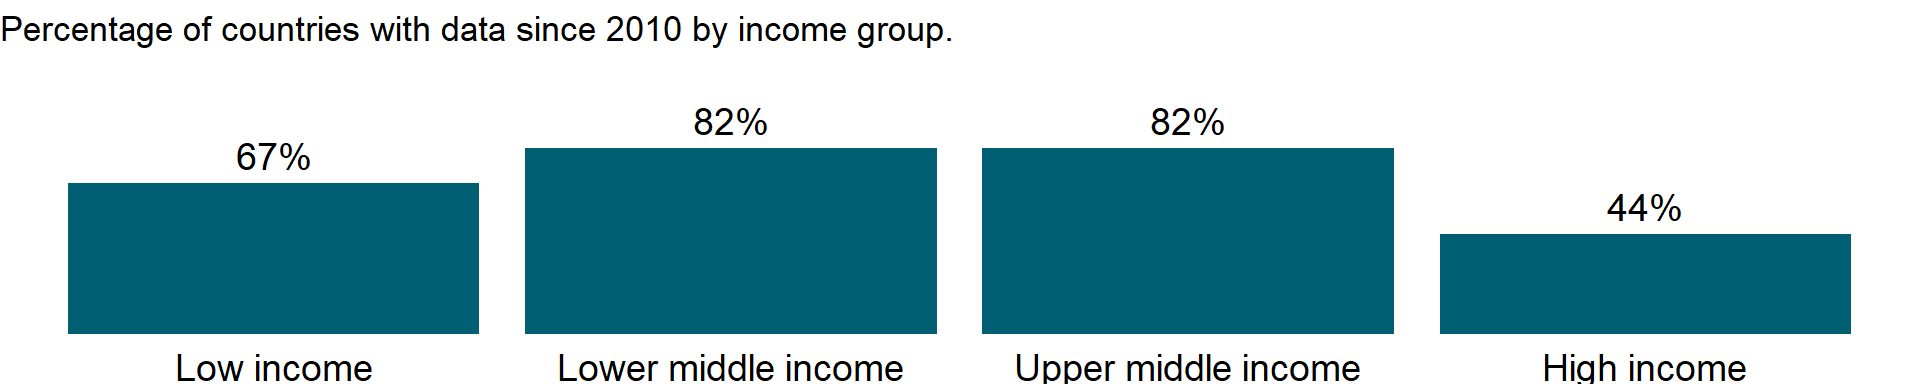 Percentage of countries with data since 2010 by income group.
67%
82%
82%
44%
Low income
Lower middle income
Upper middle income
High income